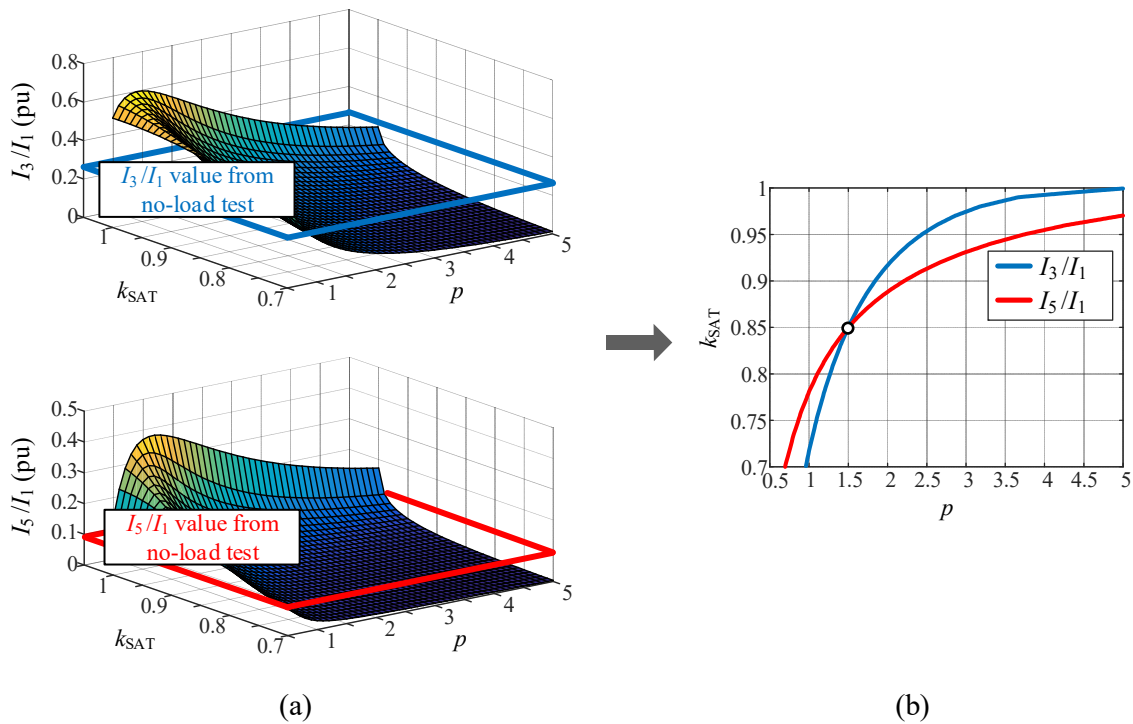 I3/I1 (pu)
0.8
0.6
0.4
0.2
0
I3/I1 value from
no-load test
1
0.9
0.8
0.7
kSAT
1
2
3
4
5
p
I5/I1 (pu)
0.5
0.4
0.3
0.2
0.1
0
I5/I1 value from
no-load test
1
0.9
0.8
0.7
kSAT
1
2
3
4
5
p
(a)
kSAT
1
0.95
0.9
0.85
0.8
0.75
0.7
0.5 1 1.5 2 2.5 3 3.5 4 4.5 5
p
I3/I1
I5/I1
(b)